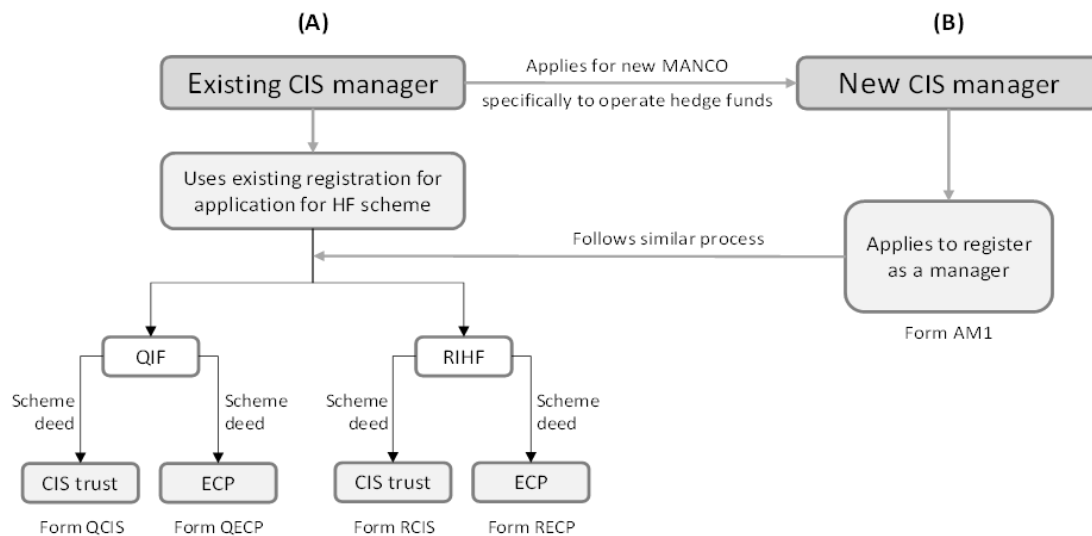 (A)
(B)
Existing CIS manager
Applies for new MANCO
specifically to operate hedge funds
New CIS manager
Uses existing registration for
application for HF scheme
Follows similar process
Applies to register
as a manager
Form AM1
QIF
RIHF
Scheme
deed
Scheme
deed
Scheme
deed
Scheme
deed
CIS trust
ECP
CIS trust
ECP
Form QCIS
Form QECP
Form RCIS
Form RECP